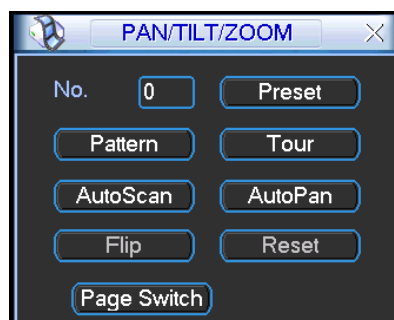 PAN/TILT/ZOOM
No. 0 Preset
Pattern Tour
AutoScan AutoPan
Flip Reset
Page Switch